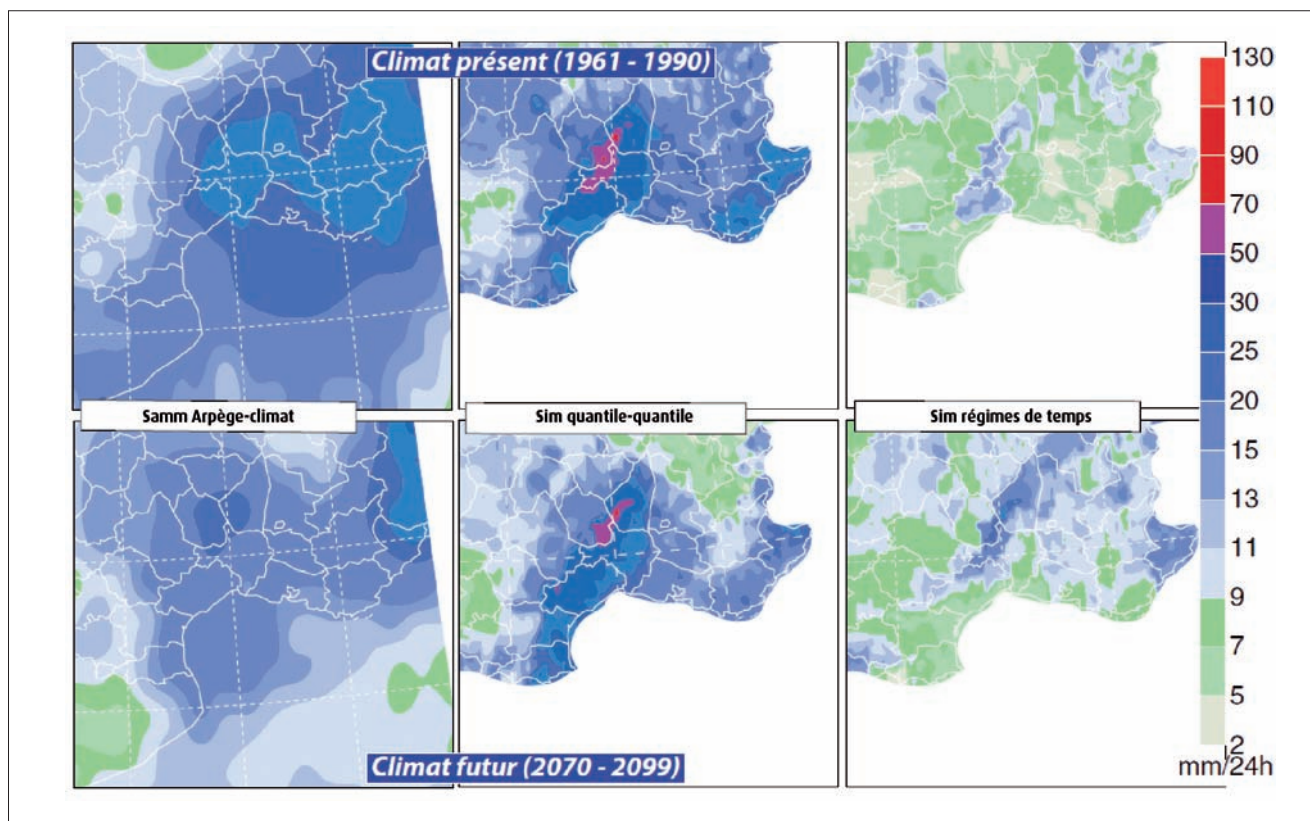 Climat présent (1961 - 1990)
130
110
90
70
50
30
25
20
15
13
11
9
7
5
2
mm/24h
Samm Arpège-climat
Sim quantile-quantile
Sim régimes de temps
Climat futur (2070 - 2099)